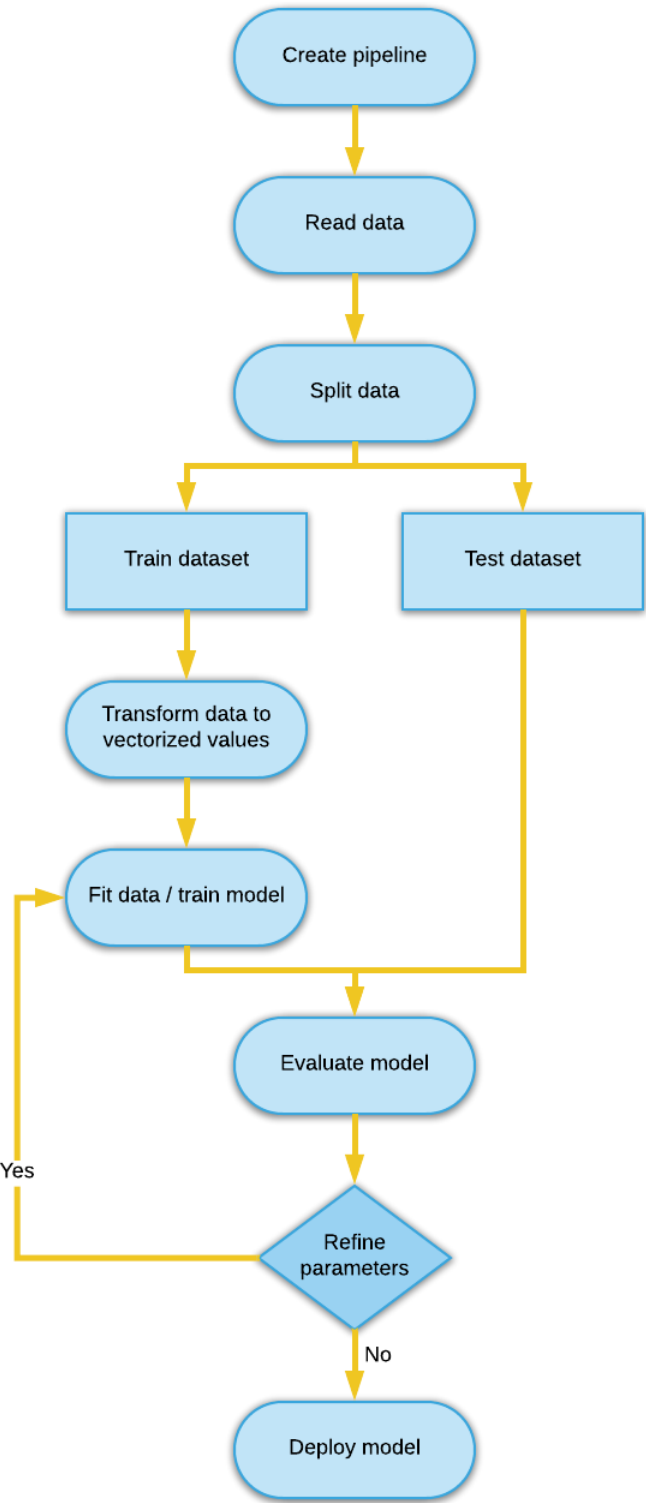 Create pipeline
Read data
Split data
Train dataset
Test dataset
Transform data to
vectorized values
Fit data / train model
Evaluate model
Yes
Refine
parameters
No
Deploy model